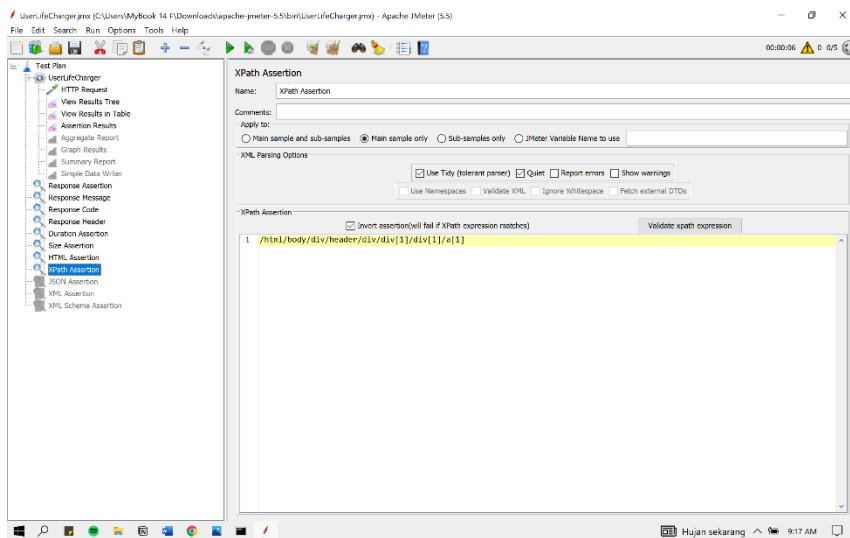 UserLifeCharger.jmx (C:\Users\MyBook 14 F\Downloads\apache-jmeter-5.5\bin\UserLifeCharger.jmx) - Apache JMeter (5.5)
File Edit Search Run Options Tools Help
00:00:06 0 0/5
Test Plan
UserLifeCharger
HTTP Request
View Results Tree
View Results in Table
Assertion Results
Aggregate Report
Graph Results
Summary Report
Simple Data Writer
Response Assertion
Response Message
Response Code
Response Header
Duration Assertion
Size Assertion
HTML Assertion
XPath Assertion
JSON Assertion
XML Assertion
XML Schema Assertion
XPath Assertion
Name: XPath Assertion
Comments:
Apply to:
Main sample and sub-samples Main sample only Sub-samples only JMeter Variable Name to use
XML Parsing Options
Use Tidy (tolerant parser) Quiet Report errors Show warnings
Use Namespaces Validate XML Ignore Whitespace Fetch external DTDs
XPath Assertion
Invert assertion(will fail if XPath expression matches) Validate xpath expression
1 /html/body/div/header/div/div[1]/div[1]/a[1]
Hujan sekarang 9:17 AM